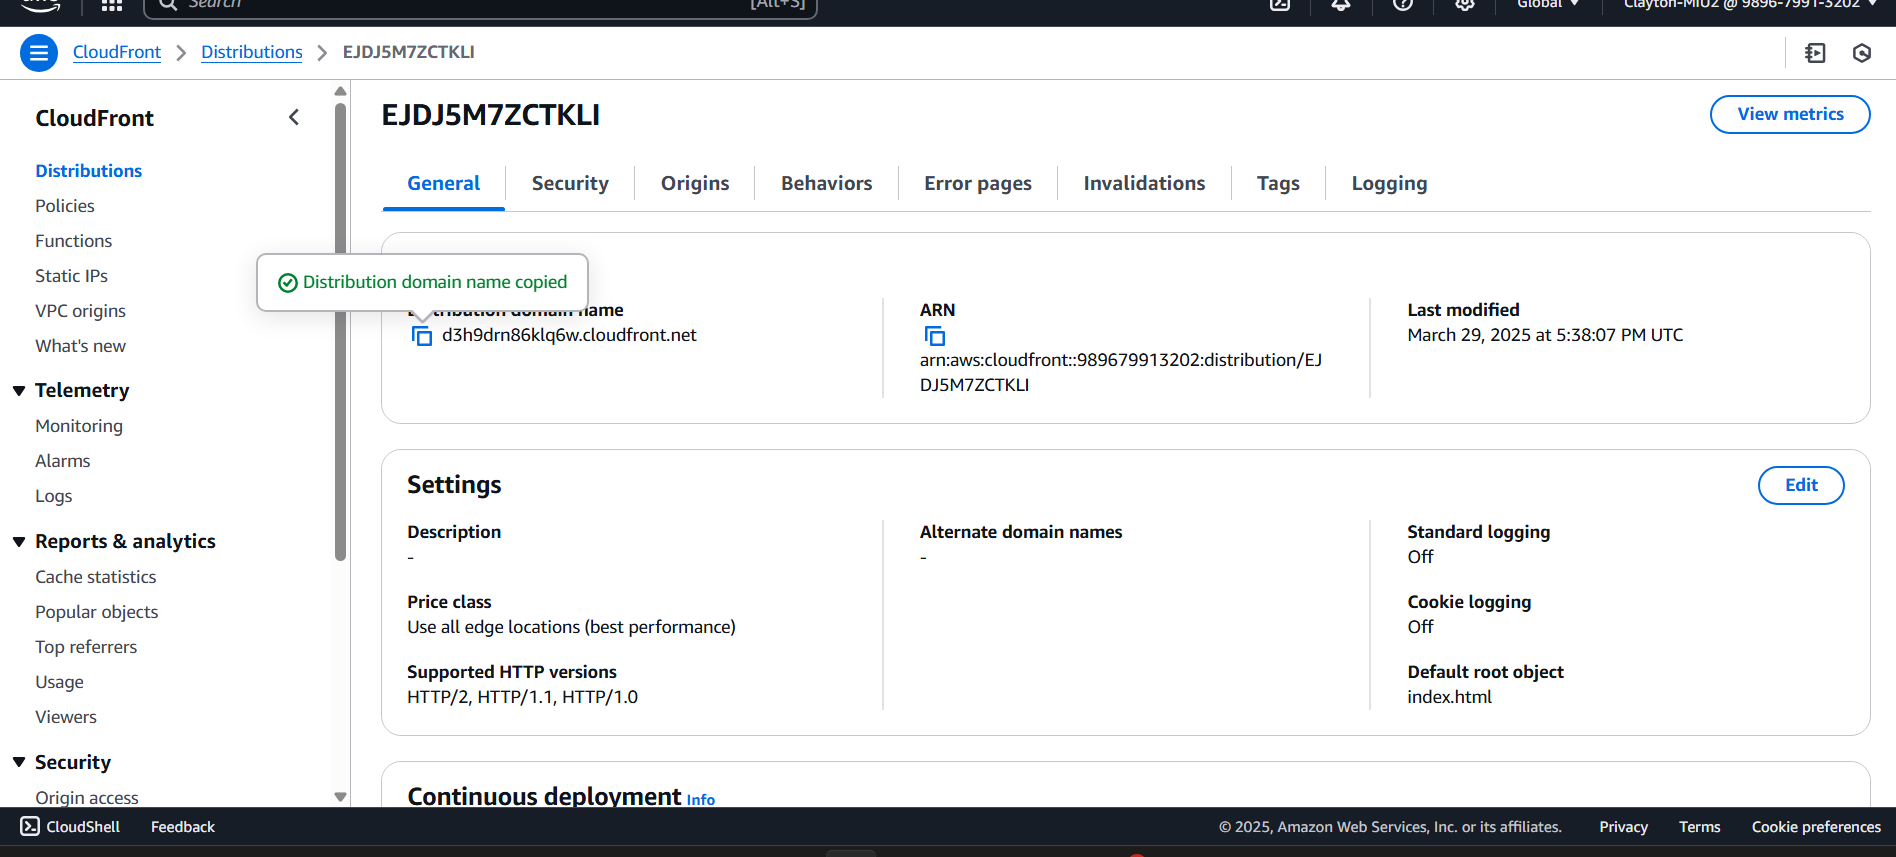 Search
[Alt+S]
Global
Clayton-MIU2 @ 9896-7991-3202
CloudFront
Distributions
EJDJ5M7ZCTKLI
CloudFront
Distributions
Policies
Functions
Static IPs
VPC origins
What's new
Telemetry
Monitoring
Alarms
Logs
Reports & analytics
Cache statistics
Popular objects
Top referrers
Usage
Viewers
Security
Origin access
EJDJ5M7ZCTKLI
View metrics
General
Security
Origins
Behaviors
Error pages
Invalidations
Tags
Logging
Distribution domain name copied
Distribution domain name
d3h9drn86klq6w.cloudfront.net
ARN
arn:aws:cloudfront::989679913202:distribution/EJ
DJ5M7ZCTKLI
Last modified
March 29, 2025 at 5:38:07 PM UTC
Settings
Edit
Description
-
Price class
Use all edge locations (best performance)
Supported HTTP versions
HTTP/2, HTTP/1.1, HTTP/1.0
Alternate domain names
-
Standard logging
Off
Cookie logging
Off
Default root object
index.html
Continuous deployment Info
CloudShell
Feedback
© 2025, Amazon Web Services, Inc. or its affiliates.
Privacy
Terms
Cookie preferences